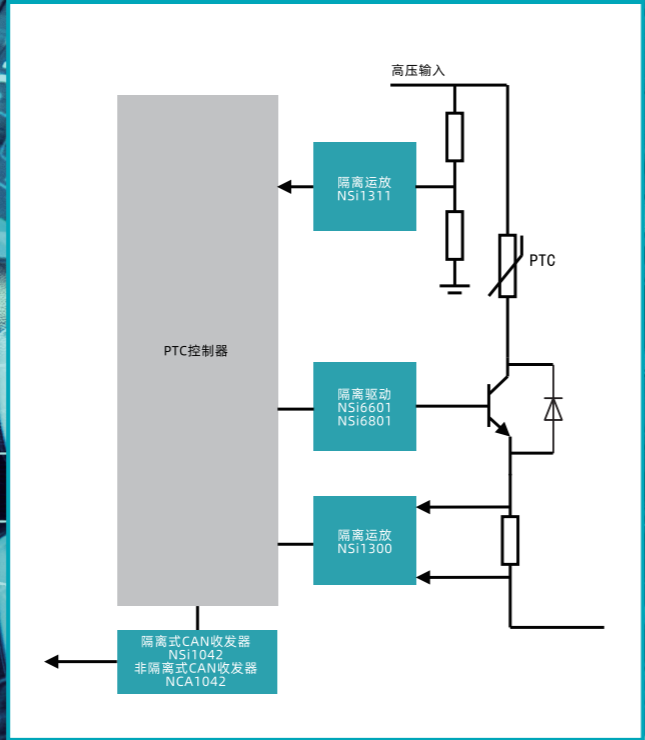 高压输入
隔离运放
NSi1311
PTC
PTC控制器
隔离驱动
NSi6601
NSi6801
隔离运放
NSi1300
隔离式CAN收发器
NSi1042
非隔离式CAN收发器
NCA1042